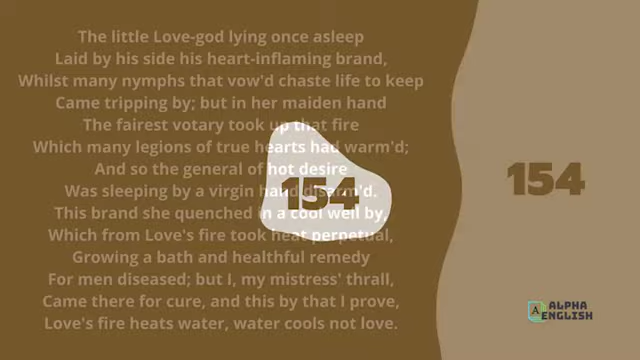 The little Love-god lying once asleep
Laid by his side his heart-inflaming brand,
Whilst many nymphs that vow'd chaste life to keep
Came tripping by; but in her maiden hand
The fairest votary took up that fire
Which many legions of true hearts had warm'd;
And so the general of hot desire
Was sleeping by a virgin hand disarm'd.
This brand she quenched in a cool well by,
Which from Love's fire took heat perpetual,
Growing a bath and healthful remedy
For men diseased; but I, my mistress' thrall,
Came there for cure, and this by that I prove,
Love's fire heats water, water cools not love.
154
154
A
ALPHA
ENGLISH